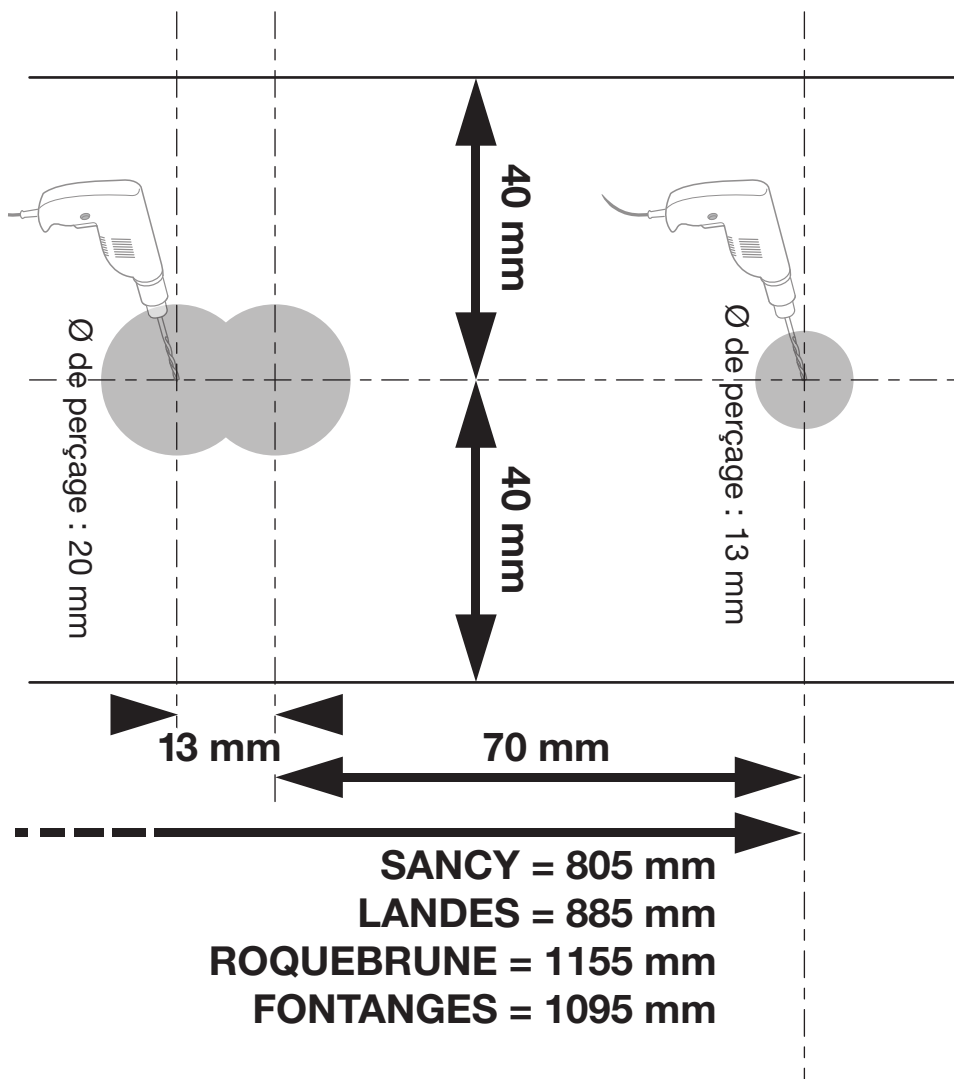 40 mm
40 mm
Ø de perçage : 20 mm
Ø de perçage : 13 mm
13 mm
70 mm
SANCY = 805 mm
LANDES = 885 mm
ROQUEBRUNE = 1155 mm
FONTANGES = 1095 mm